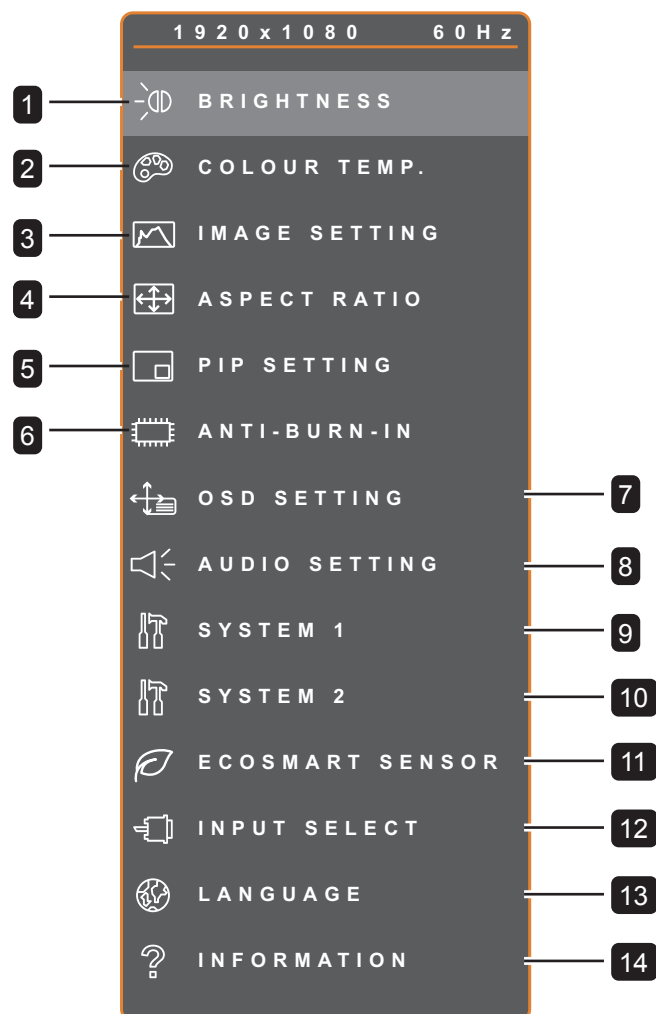 1920x1080 60Hz
1 BRIGHTNESS
2 COLOUR TEMP.
3 IMAGE SETTING
4 ASPECT RATIO
5 PIP SETTING
6 ANTI-BURN-IN
OSD SETTING 7
AUDIO SETTING 8
SYSTEM 1 9
SYSTEM 2 10
ECOSMART SENSOR 11
INPUT SELECT 12
LANGUAGE 13
? INFORMATION 14